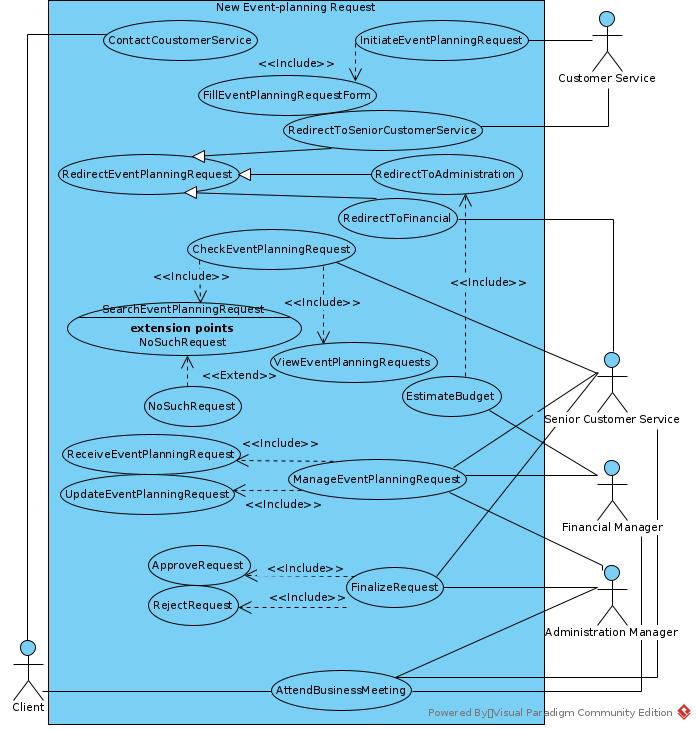 New Event-planning Request
ContactCoustomerService
InitiateEventPlanningRequest
<<Include>>
Customer Service
FillEventPlanningRequestForm
RedirectToSeniorCustomerService
RedirectEventPlanningRequest
RedirectToAdministration
RedirectToFinancial
CheckEventPlanningRequest
<<Include>>
<<Include>>
<<Include>>
SearchEventPlanningRequest
extension points
NoSuchRequest
ViewEventPlanningRequests
<<Extend>>
NoSuchRequest
EstimateBudget
Senior Customer Service
<<Include>>
ReceiveEventPlanningRequest
ManageEventPlanningRequest
UpdateEventPlanningRequest
<<Include>>
Financial Manager
ApproveRequest
<<Include>>
FinalizeRequest
<<Include>>
RejectRequest
Administration Manager
AttendBusinessMeeting
Client
Powered By▯Visual Paradigm Community Edition